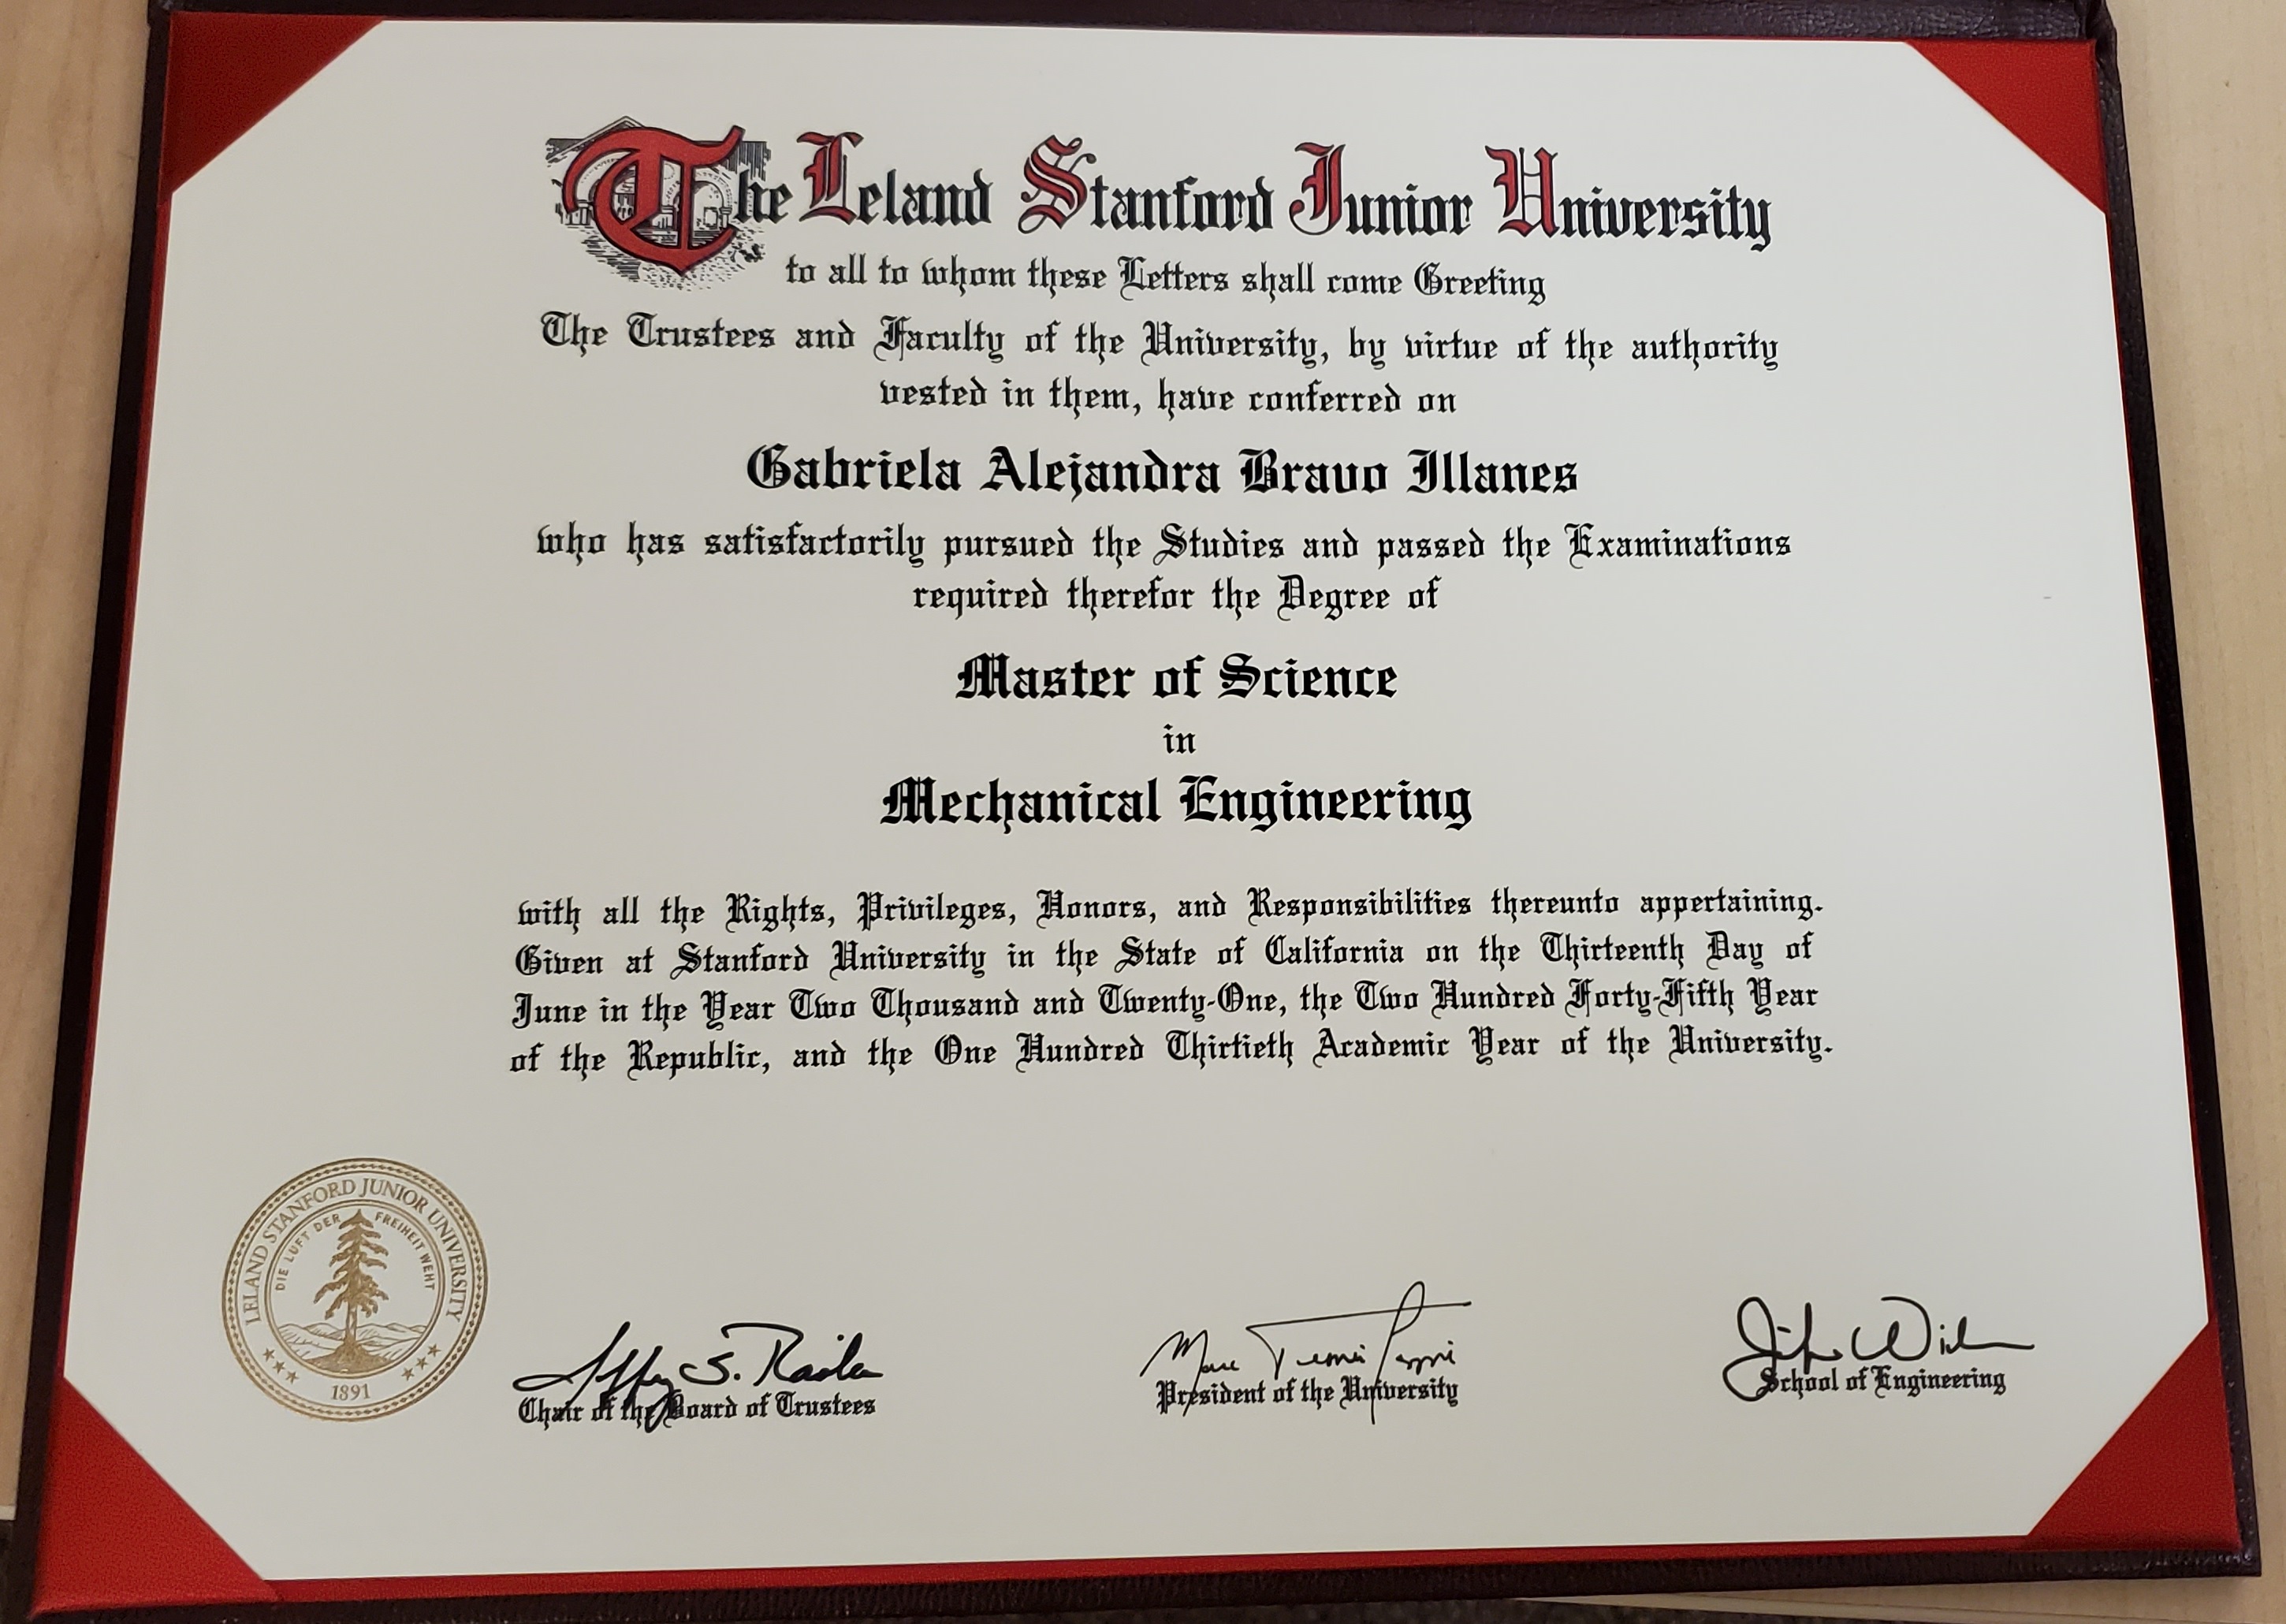 The Leland Stanford Junior University
to all to whom these Letters shall come Greeting
The Trustees and Faculty of the University, by virtue of the authority
vested in them, have conferred on
Gabriela Alejandra Bravo Illanes
who has satisfactorily pursued the Studies and passed the Examinations
required therefor the Degree of
Master of Science
in
Mechanical Engineering
with all the Rights, Privileges, Honors, and Responsibilities thereunto appertaining.
Given at Stanford University in the State of California on the Thirteenth Day of
June in the Year Two Thousand and Twenty-One, the Two Hundred Forty-Fifth Year
of the Republic, and the One Hundred Thirtieth Academic Year of the University.
LELAND STANFORD JUNIOR UNIVERSITY
DIE LUFT DER FREIHEIT WEHT
1891
Chair of the Board of Trustees
President of the University
School of Engineering